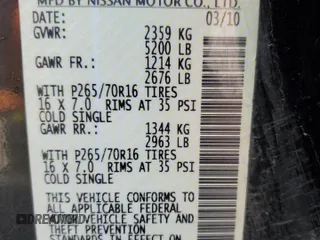 MFD BY NISSAN MOTOR CO., LTD.
DATE: 03/10
GVWR: 2359 KG
5200 LB
GAWR FR.: 1214 KG
2676 LB
WITH P265/70R16 TIRES
16 X 7.0 RIMS AT 35 PSI
COLD SINGLE
GAWR RR.: 1344 KG
2963 LB
WITH P265/70R16 TIRES
16 X 7.0 RIMS AT 35 PSI
COLD SINGLE
THIS VEHICLE CONFORMS TO
ALL APPLICABLE FEDERAL
VEHICLE SAFETY AND
THEFT PREVENTION
STANDARDS IN EFFECT